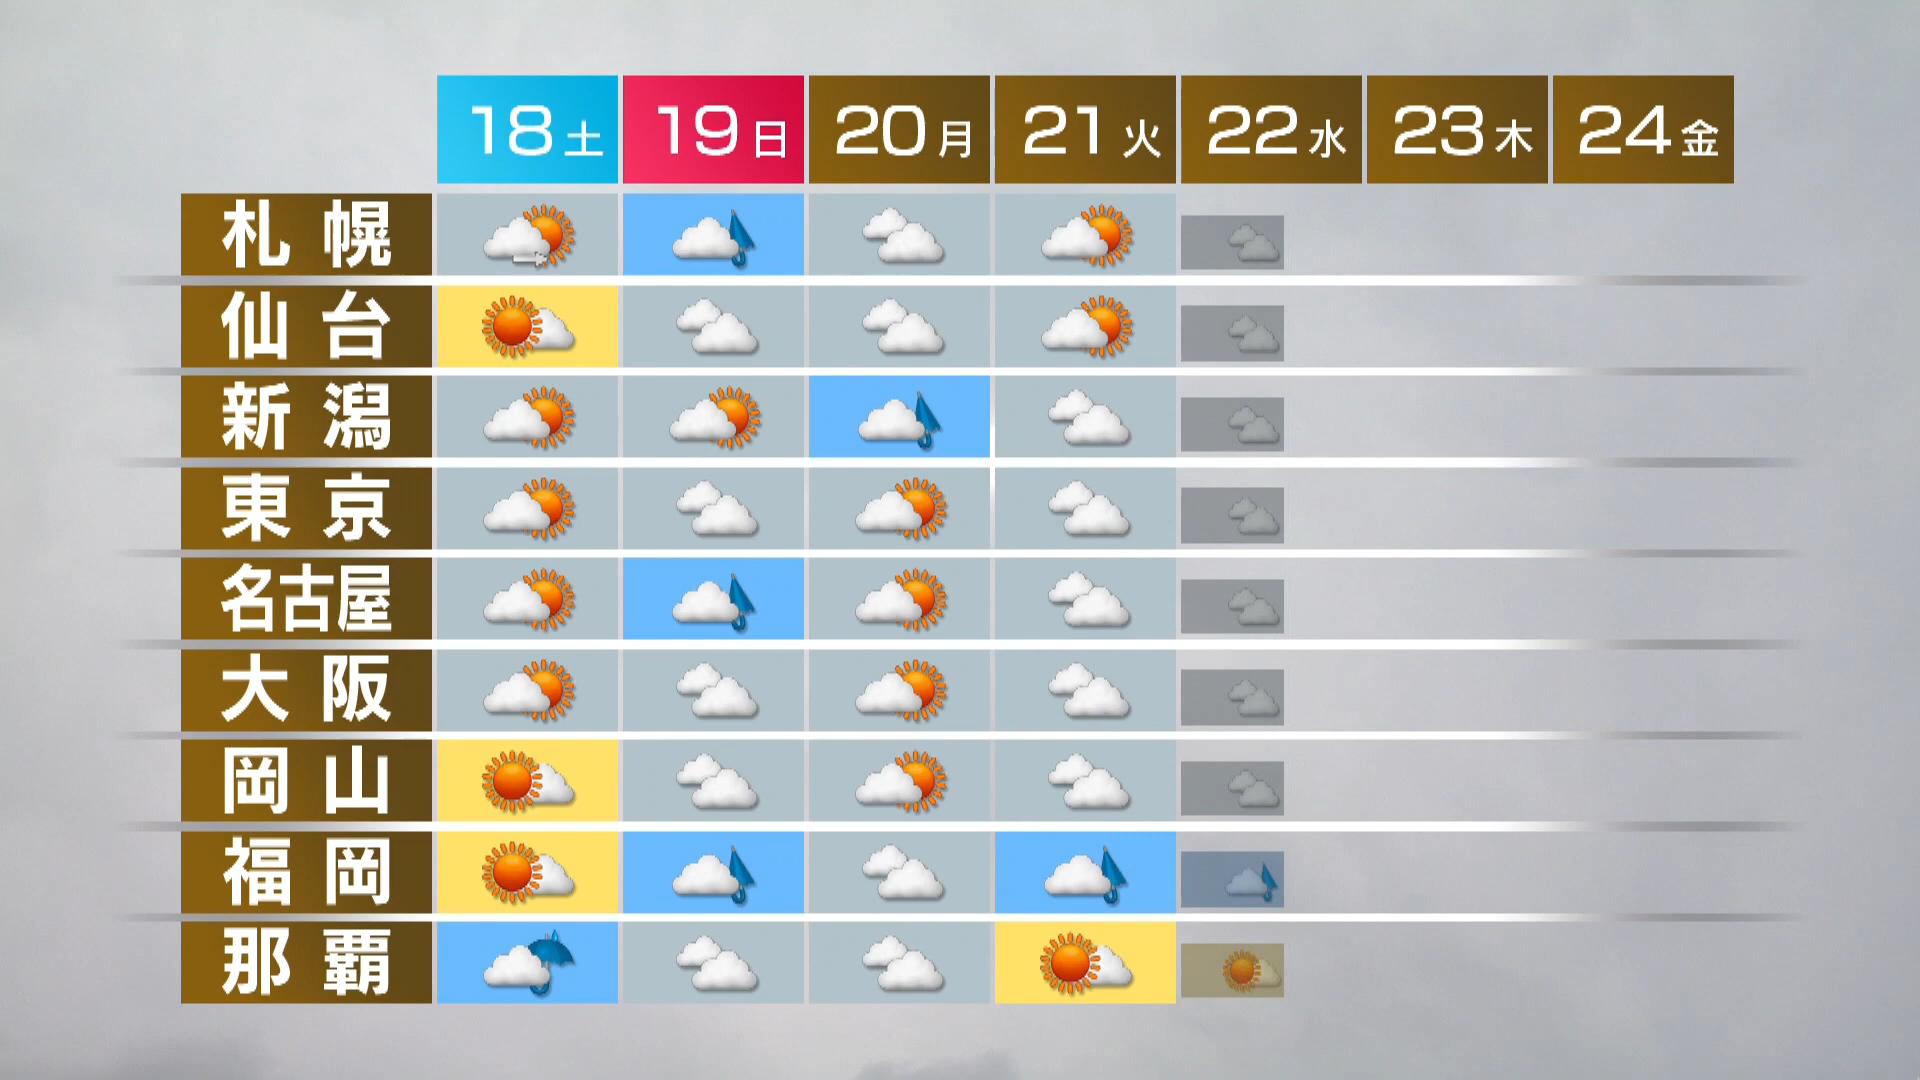 18土 19日 20月 21火 22水 23木 24金
札幌
仙台
新潟
東京
名古屋
大阪
岡山
福岡
那覇